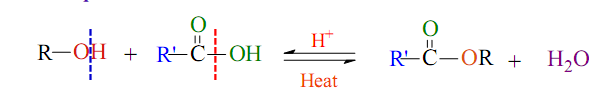 O O
R—OH + R'—C—OH H⁺ R'—C—OR + H₂O
Heat